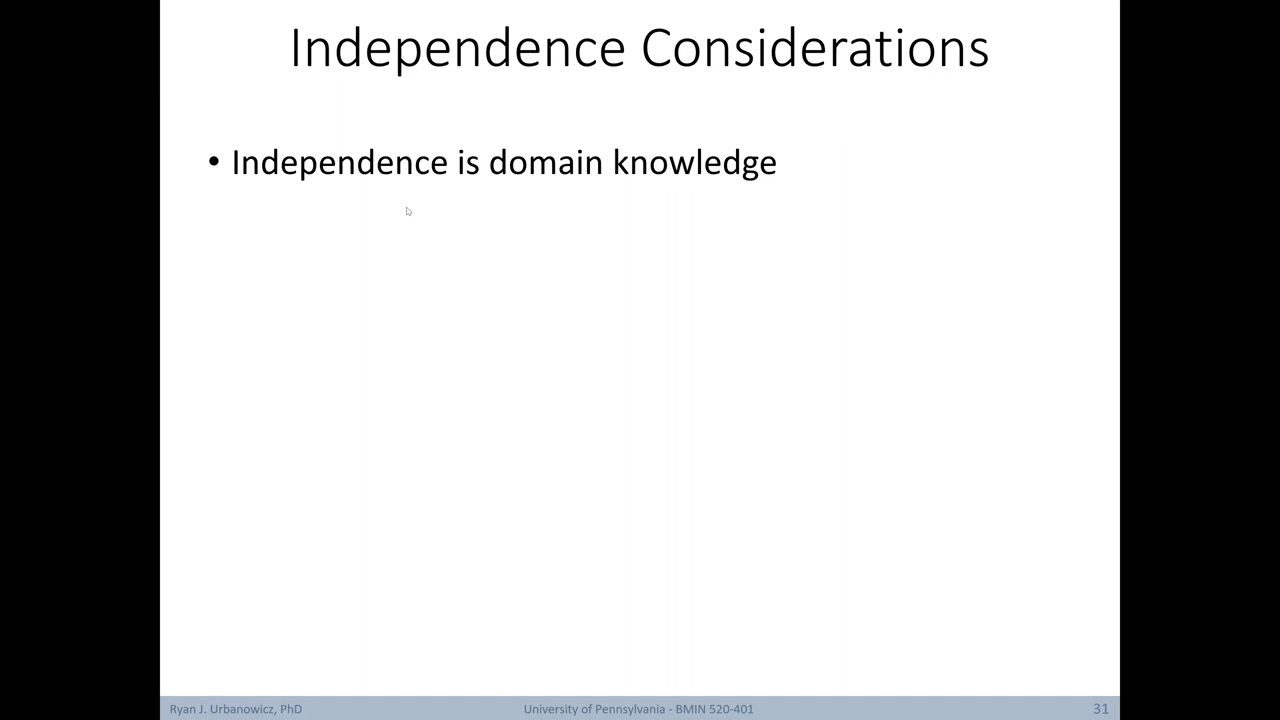 Independence Considerations
• Independence is domain knowledge
Ryan J. Urbanowicz, PhD
University of Pennsylvania - BMIN 520-401
31